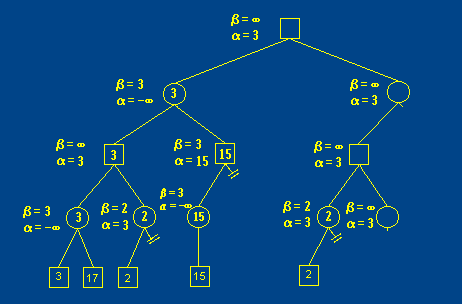 β = ∞
α = 3
β = 3
α = -∞
3
β = ∞
α = 3
β = ∞
α = 3
3
β = 3
α = 15
15
β = ∞
α = 3
β = 3
α = -∞
3
β = 2
α = 3
2
β = 3
α = -∞
15
β = 2
α = 3
2
β = ∞
α = 3
3
17
2
15
2